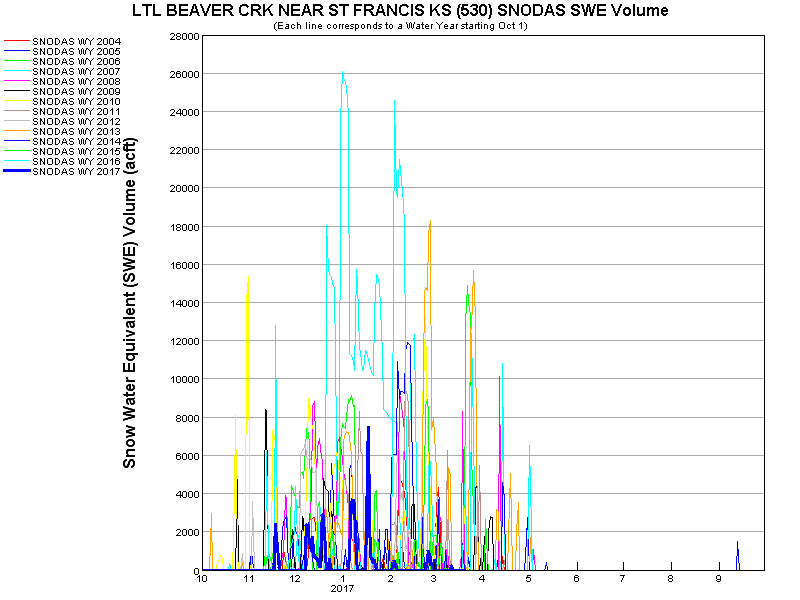 LTL BEAVER CRK NEAR ST FRANCIS KS (530) SNODAS SWE Volume
(Each line corresponds to a Water Year starting Oct 1)
SNODAS WY 2004
SNODAS WY 2005
SNODAS WY 2006
SNODAS WY 2007
SNODAS WY 2008
SNODAS WY 2009
SNODAS WY 2010
SNODAS WY 2011
SNODAS WY 2012
SNODAS WY 2013
SNODAS WY 2014
SNODAS WY 2015
SNODAS WY 2016
SNODAS WY 2017
Snow Water Equivalent (SWE) Volume (acft)
28000
26000
24000
22000
20000
18000
16000
14000
12000
10000
8000
6000
4000
2000
0
10 11 12 1 2 3 4 5 6 7 8 9
2017